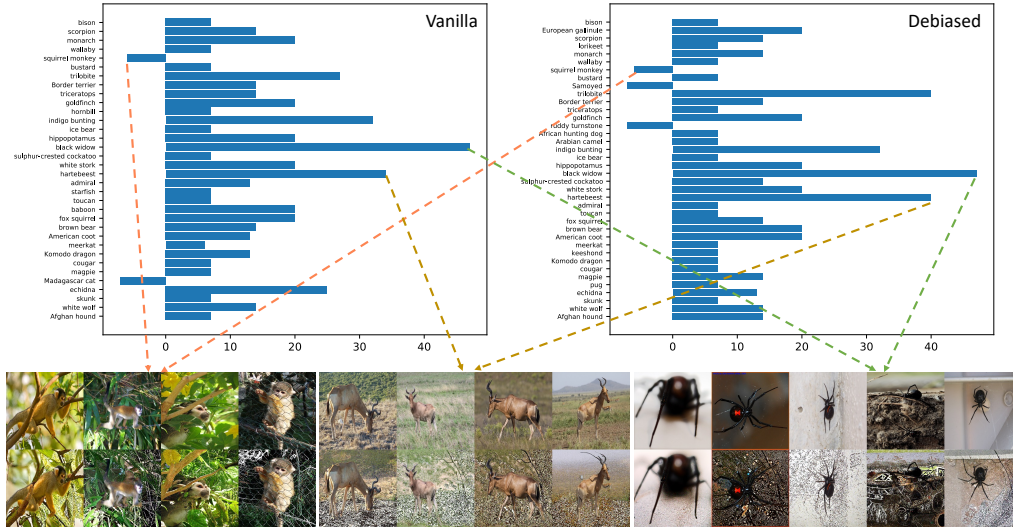 Vanilla
bison
scorpion
monarch
wallaby
squirrel monkey
bustard
trilobite
Border terrier
triceratops
goldfinch
hornbill
indigo bunting
ice bear
hippopotamus
black widow
sulphur-crested cockatoo
white stork
hartebeest
admiral
starfish
toucan
baboon
fox squirrel
brown bear
American coot
meerkat
Komodo dragon
cougar
magpie
Madagascar cat
echidna
skunk
white wolf
Afghan hound
0 10 20 30 40
Debiased
bison
European gallinule
scorpion
lorikeet
monarch
wallaby
squirrel monkey
bustard
Samoyed
trilobite
Border terrier
triceratops
goldfinch
ruddy turnstone
African hunting dog
Arabian camel
indigo bunting
ice bear
hippopotamus
black widow
sulphur-crested cockatoo
white stork
hartebeest
admiral
toucan
fox squirrel
brown bear
American coot
meerkat
keeshond
Komodo dragon
cougar
magpie
pug
echidna
skunk
white wolf
Afghan hound
0 10 20 30 40